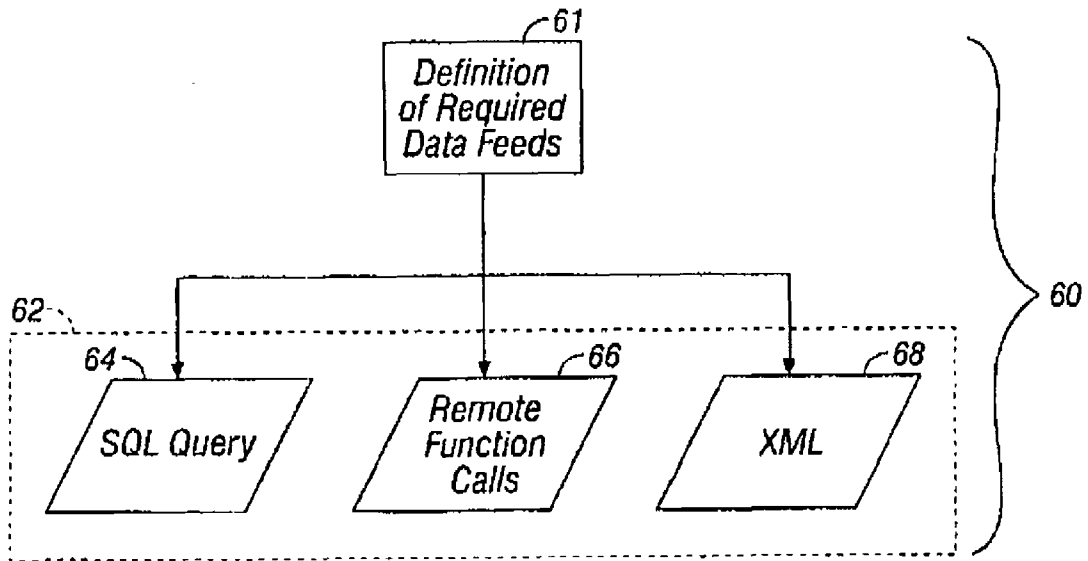 61
Definition
of Required
Data Feeds
60
62
64
66
68
SQL Query
Remote
Function
Calls
XML